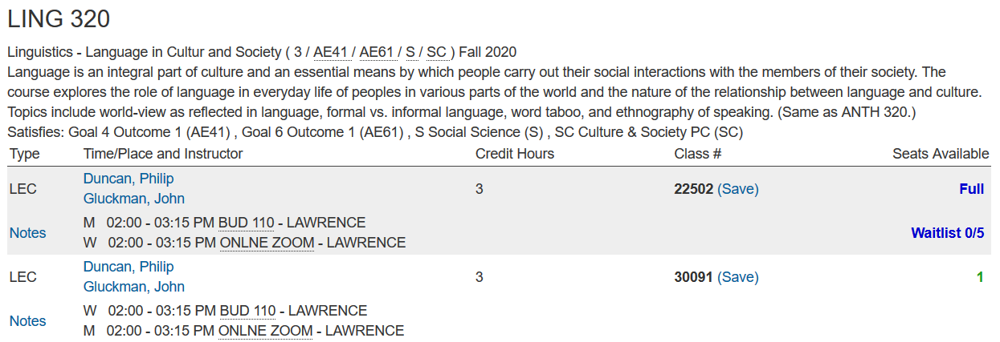 LING 320
Linguistics - Language in Cultur and Society ( 3 / AE41 / AE61 / S / SC ) Fall 2020
Language is an integral part of culture and an essential means by which people carry out their social interactions with the members of their society. The
course explores the role of language in everyday life of peoples in various parts of the world and the nature of the relationship between language and culture.
Topics include world-view as reflected in language, formal vs. informal language, word taboo, and ethnography of speaking. (Same as ANTH 320.)
Satisfies: Goal 4 Outcome 1 (AE41) , Goal 6 Outcome 1 (AE61) , S Social Science (S) , SC Culture & Society PC (SC)
Type Time/Place and Instructor Credit Hours Class # Seats Available
Duncan, Philip
LEC 3 22502 (Save) Full
Gluckman, John
M 02:00 - 03:15 PM BUD 110 - LAWRENCE
Notes Waitlist 0/5
W 02:00 - 03:15 PM ONLNE ZOOM - LAWRENCE
Duncan, Philip
LEC 3 30091 (Save) 1
Gluckman, John
W 02:00 - 03:15 PM BUD 110 - LAWRENCE
Notes
M 02:00 - 03:15 PM ONLNE ZOOM - LAWRENCE